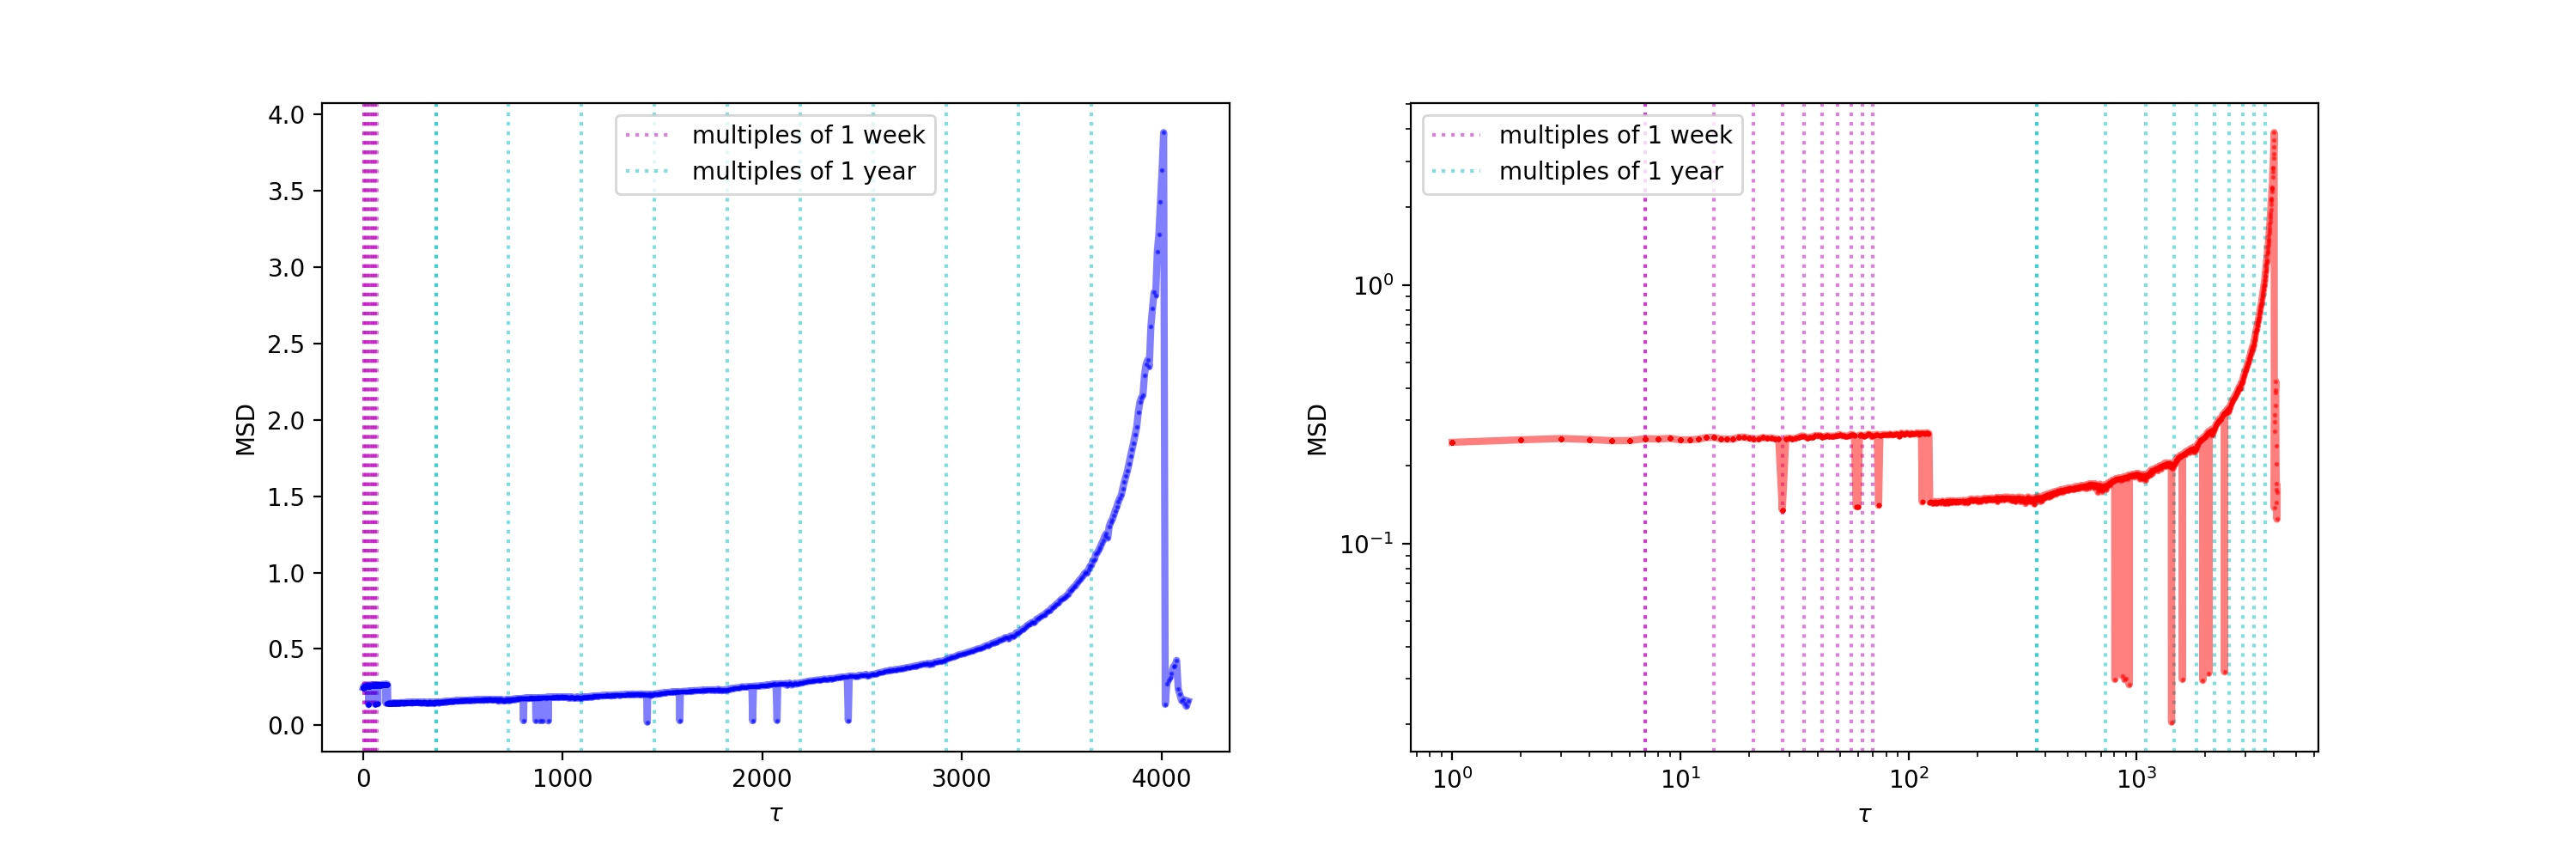 multiples of 1 week
multiples of 1 year
4.0
3.5
3.0
2.5
2.0
1.5
1.0
0.5
0.0
MSD
0 1000 2000 3000 4000
τ
multiples of 1 week
multiples of 1 year
10⁰
10⁻¹
MSD
10⁰ 10¹ 10² 10³
τ